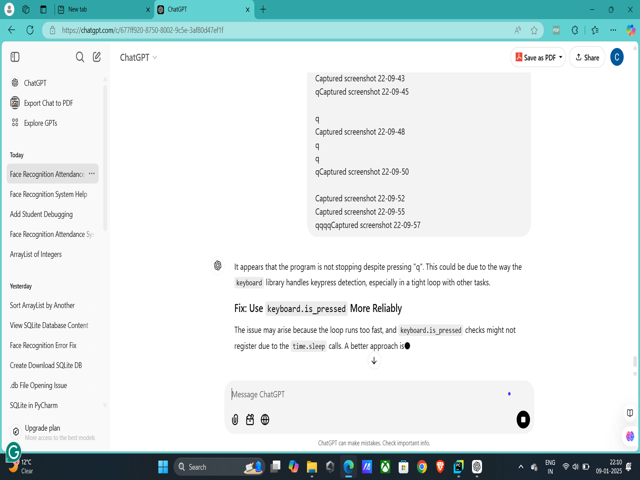 New tab
ChatGPT
https://chatgpt.com/c/677ff920-8750-8002-9c5e-3af80d47ef1f
ChatGPT
Save as PDF
Share
C
ChatGPT
Export Chat to PDF
Explore GPTs
Today
Face Recognition Attendance
Face Recognition System Help
Add Student Debugging
Face Recognition Attendance Sy
ArrayList of Integers
Yesterday
Sort ArrayList by Another
View SQLite Database Content
Face Recognition Error Fix
Create Download SQLite DB
.db File Opening Issue
SQLite in PyCharm
Upgrade plan
More access to the best models
Captured screenshot 22-09-43
qCaptured screenshot 22-09-45
q
Captured screenshot 22-09-48
q
q
qCaptured screenshot 22-09-50
Captured screenshot 22-09-52
Captured screenshot 22-09-55
qqqqCaptured screenshot 22-09-57
It appears that the program is not stopping despite pressing "q". This could be due to the way the
keyboard library handles keypress detection, especially in a tight loop with other tasks.
Fix: Use keyboard.is_pressed More Reliably
The issue may arise because the loop runs too fast, and keyboard.is_pressed checks might not
register due to the time.sleep calls. A better approach is
Message ChatGPT
ChatGPT can make mistakes. Check important info.
12°C
Clear
Search
ENG
IN
22:10
09-01-2025